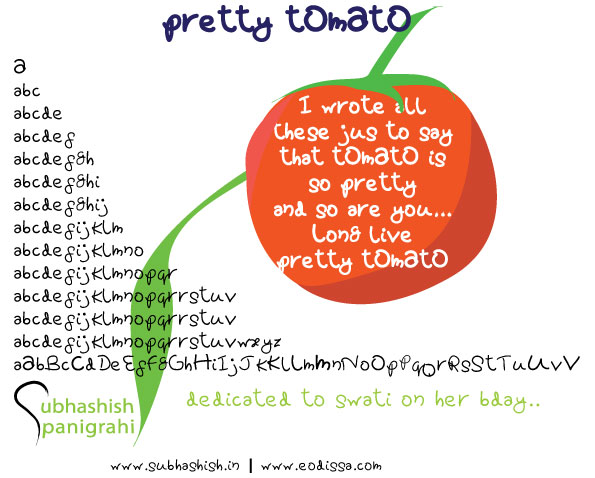 pretty tomato
a
abc
abcde
abcdef
abcdefgh
abcdefghi
abcdefghij
abcdefijklm
abcdefijklmno
abcdefijklmnopqr
abcdefijklmnopqrrstuv
abcdefijklmnopqrrstuv
abcdefijklmnopqrrstuvwxyz
aabBcCdDeEfFgGhHiIjJkKlLmMnNoOpPqQrRsStTuUvV
I wrote all
these jus to say
that tomato is
so pretty
and so are you...
long live
pretty tomato
Subhashish
panigrahi
dedicated to swati on her bday..
www.subhashish.in | www.eodissa.com